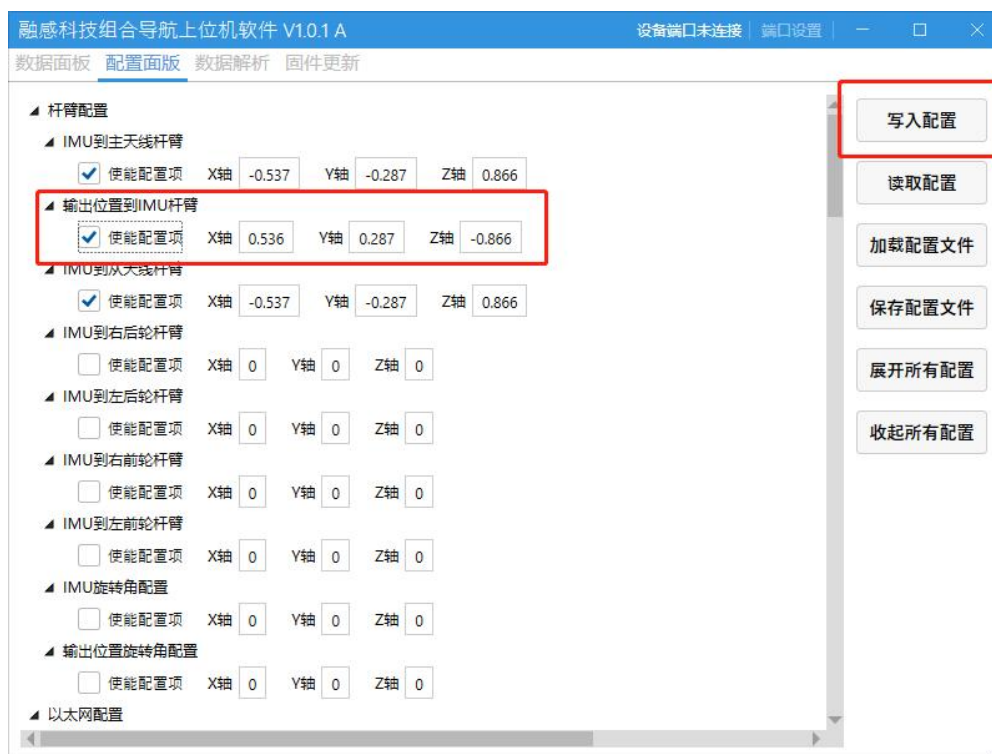 融感科技组合导航上位机软件 V1.0.1 A 设备端口未连接 端口设置
数据面板 配置面版 数据解析 固件更新
杆臂配置
写入配置
IMU到主天线杆臂
使能配置项 X轴 -0.537 Y轴 -0.287 Z轴 0.866
读取配置
输出位置到IMU杆臂
使能配置项 X轴 0.536 Y轴 0.287 Z轴 -0.866
加载配置文件
IMU到从天线杆臂
使能配置项 X轴 -0.537 Y轴 -0.287 Z轴 0.866
保存配置文件
IMU到右后轮杆臂
使能配置项 X轴 0 Y轴 0 Z轴 0
展开所有配置
IMU到左后轮杆臂
使能配置项 X轴 0 Y轴 0 Z轴 0
收起所有配置
IMU到右前轮杆臂
使能配置项 X轴 0 Y轴 0 Z轴 0
IMU到左前轮杆臂
使能配置项 X轴 0 Y轴 0 Z轴 0
IMU旋转角配置
使能配置项 X轴 0 Y轴 0 Z轴 0
输出位置旋转角配置
使能配置项 X轴 0 Y轴 0 Z轴 0
以太网配置